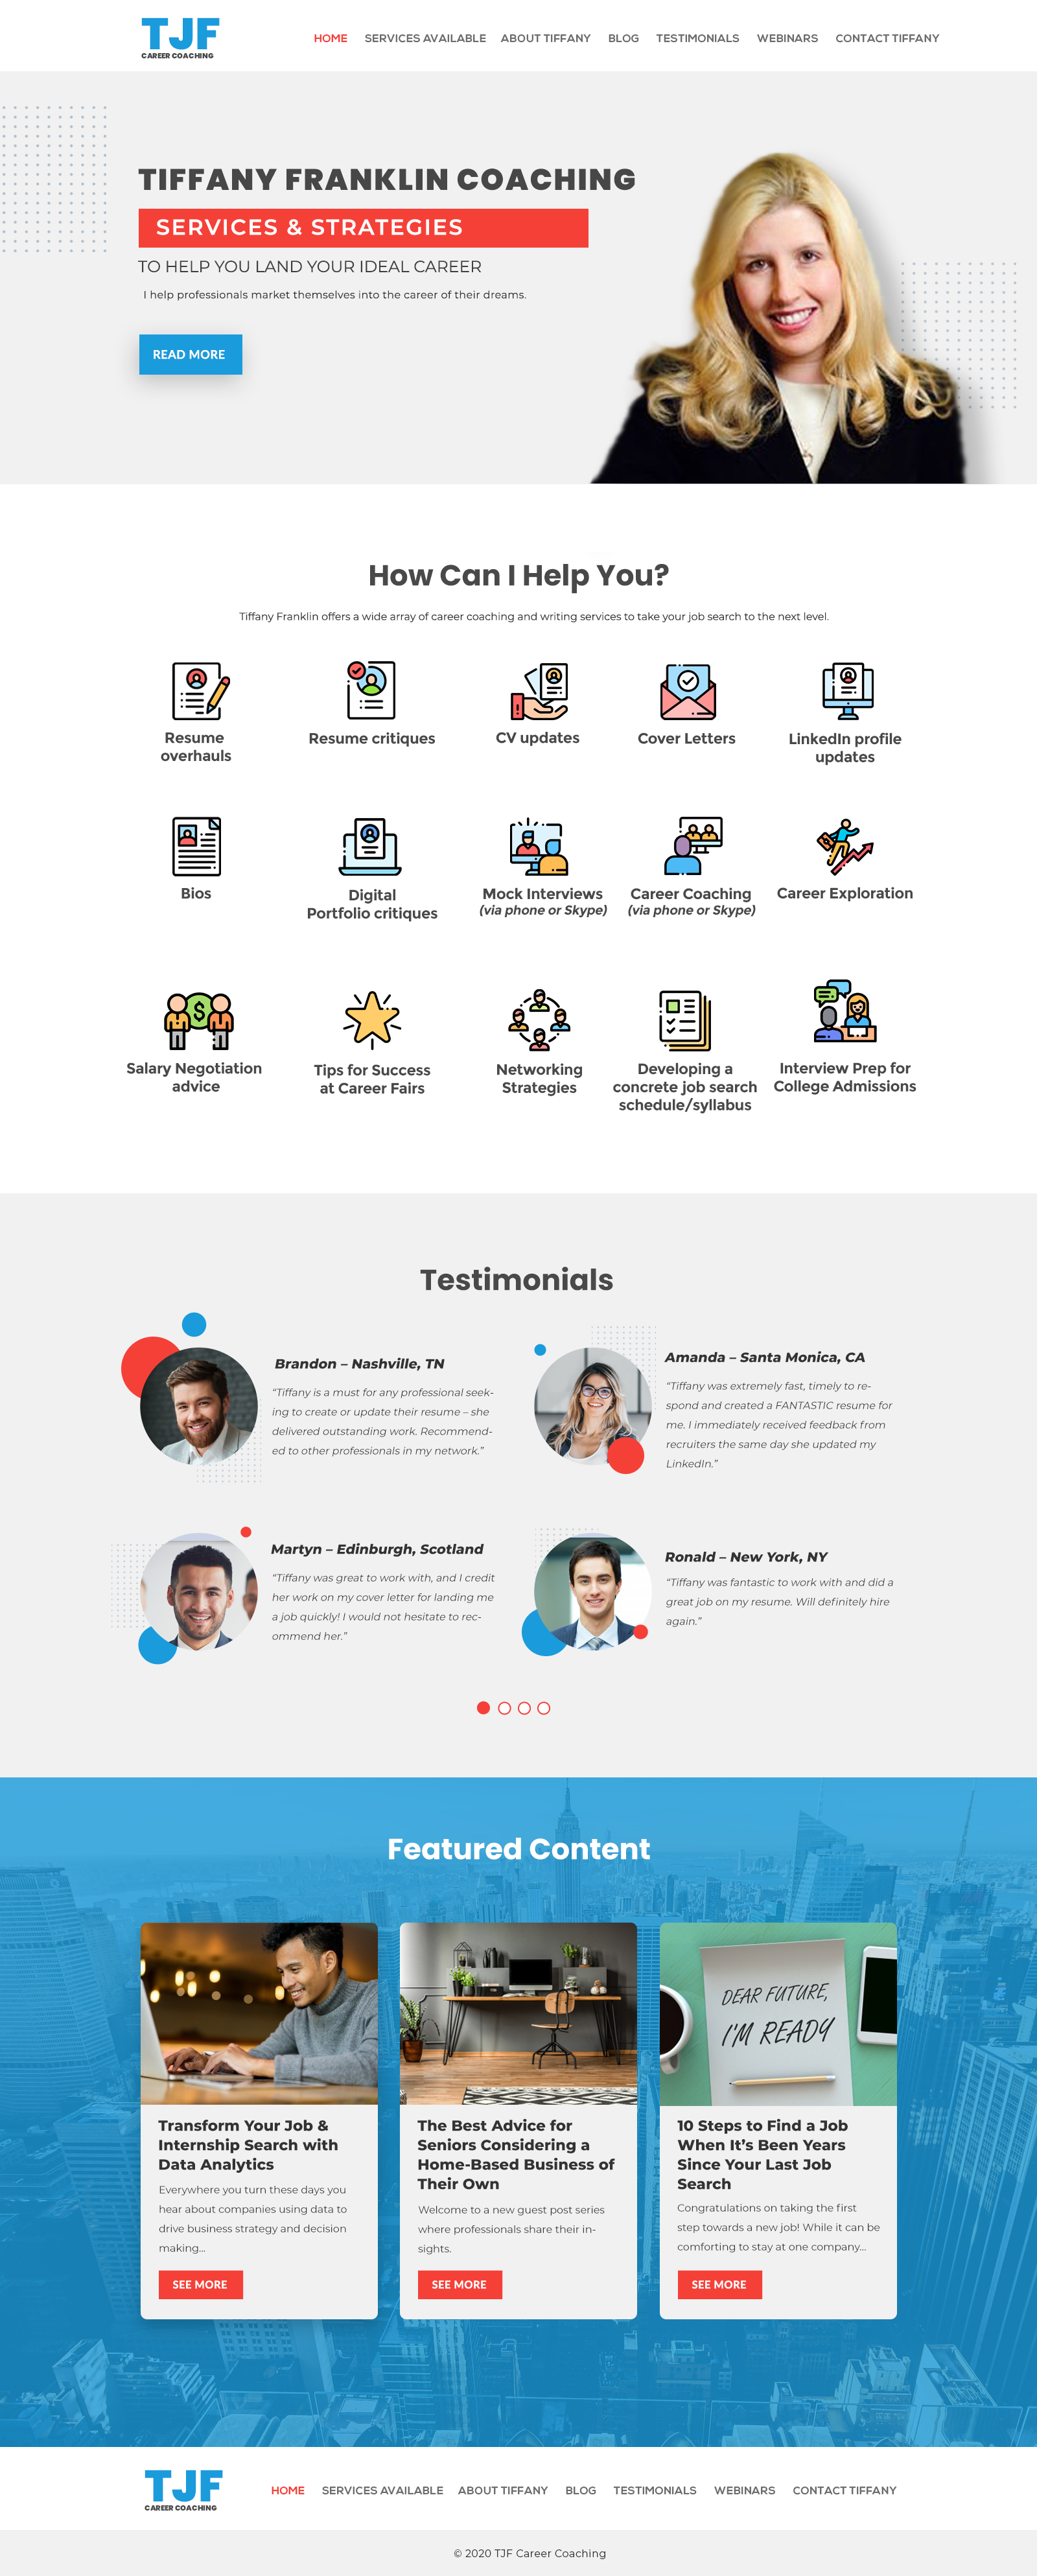 TJF
CAREER COACHING
HOME SERVICES AVAILABLE ABOUT TIFFANY BLOG TESTIMONIALS WEBINARS CONTACT TIFFANY
TIFFANY FRANKLIN COACHING
SERVICES & STRATEGIES
TO HELP YOU LAND YOUR IDEAL CAREER
I help professionals market themselves into the career of their dreams.
READ MORE
How Can I Help You?
Tiffany Franklin offers a wide array of career coaching and writing services to take your job search to the next level.
Resume
overhauls
Resume critiques
CV updates
Cover Letters
LinkedIn profile
updates
Bios
Digital
Portfolio critiques
Mock Interviews
(via phone or Skype)
Career Coaching
(via phone or Skype)
Career Exploration
Salary Negotiation
advice
Tips for Success
at Career Fairs
Networking
Strategies
Developing a
concrete job search
schedule/syllabus
Interview Prep for
College Admissions
Testimonials
Brandon – Nashville, TN
“Tiffany is a must for any professional seek-
ing to create or update their resume – she
delivered outstanding work. Recommend-
ed to other professionals in my network.”
Amanda – Santa Monica, CA
“Tiffany was extremely fast, timely to re-
spond and created a FANTASTIC resume for
me. I immediately received feedback from
recruiters the same day she updated my
LinkedIn.”
Martyn – Edinburgh, Scotland
“Tiffany was great to work with, and I credit
her work on my cover letter for landing me
a job quickly! I would not hesitate to rec-
ommend her.”
Ronald – New York, NY
“Tiffany was fantastic to work with and did a
great job on my resume. Will definitely hire
again.”
Featured Content
Transform Your Job &
Internship Search with
Data Analytics
Everywhere you turn these days you
hear about companies using data to
drive business strategy and decision
making...
SEE MORE
The Best Advice for
Seniors Considering a
Home-Based Business of
Their Own
Welcome to a new guest post series
where professionals share their in-
sights.
SEE MORE
DEAR FUTURE,
I'M READY
10 Steps to Find a Job
When It’s Been Years
Since Your Last Job
Search
Congratulations on taking the first
step towards a new job! While it can be
comforting to stay at one company...
SEE MORE
TJF
CAREER COACHING
HOME SERVICES AVAILABLE ABOUT TIFFANY BLOG TESTIMONIALS WEBINARS CONTACT TIFFANY
© 2020 TJF Career Coaching